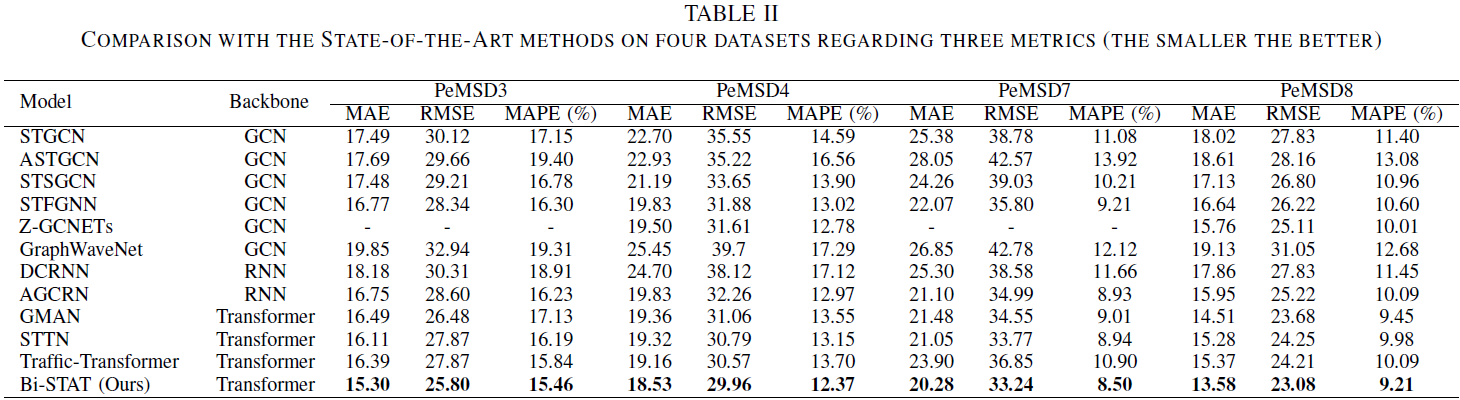 TABLE II
COMPARISON WITH THE STATE-OF-THE-ART METHODS ON FOUR DATASETS REGARDING THREE METRICS (THE SMALLER THE BETTER)
Model Backbone PeMSD3 PeMSD4 PeMSD7 PeMSD8
MAE RMSE MAPE (%) MAE RMSE MAPE (%) MAE RMSE MAPE (%) MAE RMSE MAPE (%)
STGCN GCN 17.49 30.12 17.15 22.70 35.55 14.59 25.38 38.78 11.08 18.02 27.83 11.40
ASTGCN GCN 17.69 29.66 19.40 22.93 35.22 16.56 28.05 42.57 13.92 18.61 28.16 13.08
STSGCN GCN 17.48 29.21 16.78 21.19 33.65 13.90 24.26 39.03 10.21 17.13 26.80 10.96
STFGNN GCN 16.77 28.34 16.30 19.83 31.88 13.02 22.07 35.80 9.21 16.64 26.22 10.60
Z-GCNETs GCN - - - 19.50 31.61 12.78 - - - 15.76 25.11 10.01
GraphWaveNet GCN 19.85 32.94 19.31 25.45 39.7 17.29 26.85 42.78 12.12 19.13 31.05 12.68
DCRNN RNN 18.18 30.31 18.91 24.70 38.12 17.12 25.30 38.58 11.66 17.86 27.83 11.45
AGCRN RNN 16.75 28.60 16.23 19.83 32.26 12.97 21.10 34.99 8.93 15.95 25.22 10.09
GMAN Transformer 16.49 26.48 17.13 19.36 31.06 13.55 21.48 34.55 9.01 14.51 23.68 9.45
STTN Transformer 16.11 27.87 16.19 19.32 30.79 13.15 21.05 33.77 8.94 15.28 24.25 9.98
Traffic-Transformer Transformer 16.39 27.87 15.84 19.16 30.57 13.70 23.90 36.85 10.90 15.37 24.21 10.09
Bi-STAT (Ours) Transformer 15.30 25.80 15.46 18.53 29.96 12.37 20.28 33.24 8.50 13.58 23.08 9.21